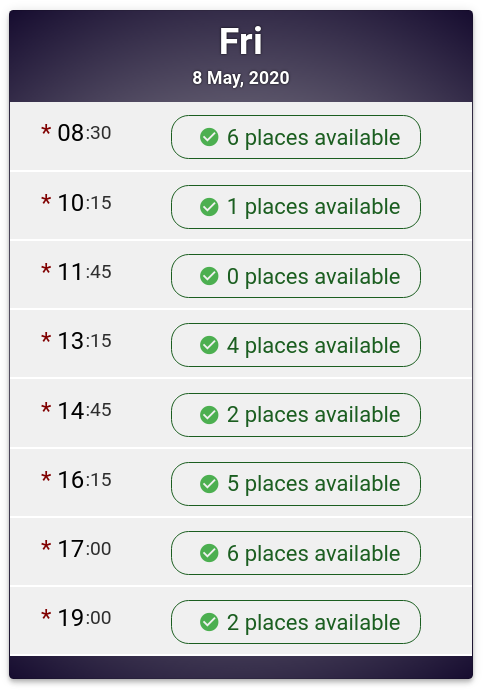 Fri
8 May, 2020
* 08:30 6 places available
* 10:15 1 places available
* 11:45 0 places available
* 13:15 4 places available
* 14:45 2 places available
* 16:15 5 places available
* 17:00 6 places available
* 19:00 2 places available